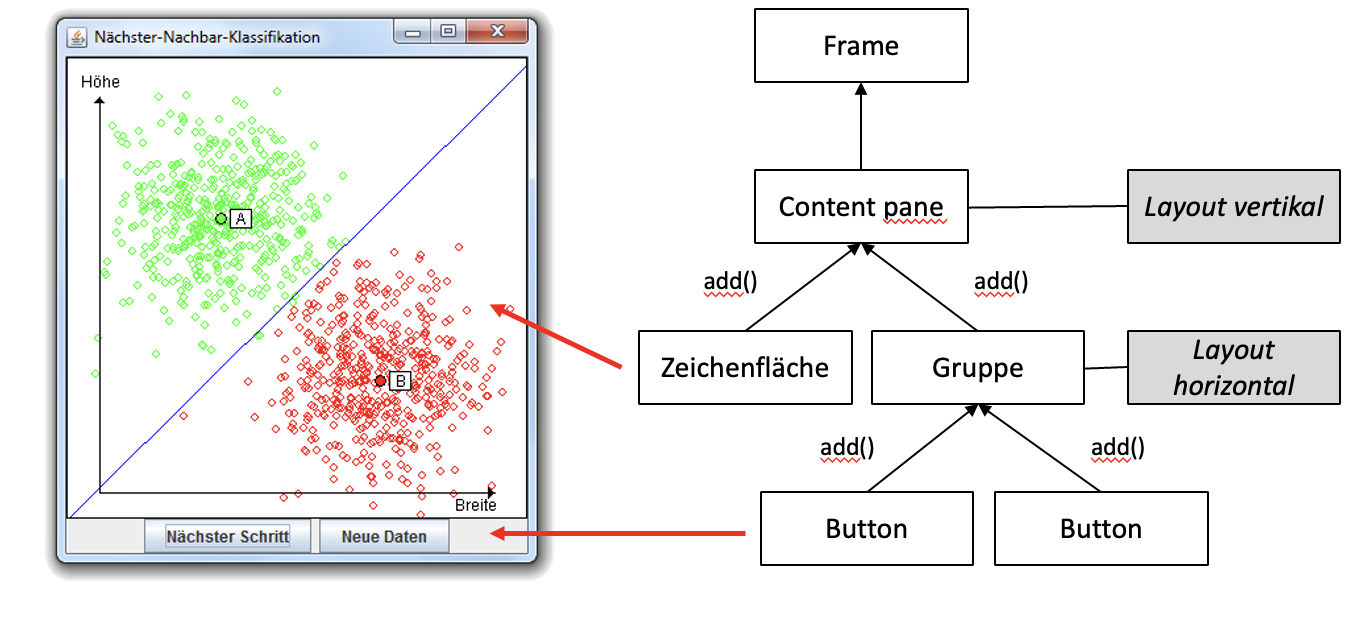 Nächster-Nachbar-Klassifikation
Höhe
A
B
Breite
Nächster Schritt
Neue Daten
Frame
Content pane
Layout vertikal
add()
add()
Zeichenfläche
Gruppe
Layout
horizontal
add()
add()
Button
Button